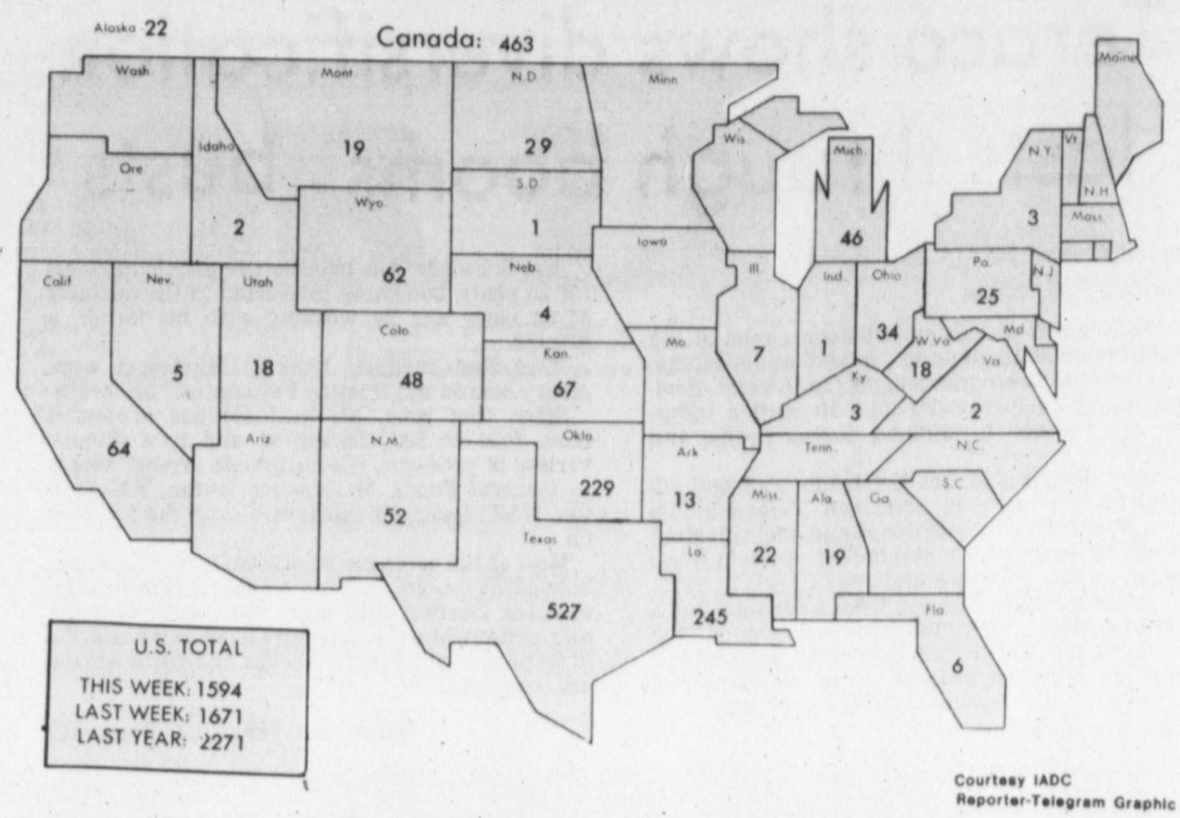 Alaska 22
Canada: 463
Wash.
Mont.
19
N.D.
29
Minn.
Maine
Ore.
Idaho
2
Wyo.
62
S.D.
1
Wis.
Mich.
46
N.Y.
3
Vt.
N.H.
Mass.
Calif.
64
Nev.
5
Utah
18
Colo.
48
Neb.
4
Iowa
Ill.
7
Ind.
1
Ohio
34
Pa.
25
N.J.
Kan.
67
Mo.
Ky.
3
W.Va.
18
Va.
2
Md.
Ariz.
N.M.
52
Okla.
229
Ark.
13
Tenn.
N.C.
S.C.
Texas
527
La.
245
Miss.
22
Ala.
19
Ga.
Fla.
6
U.S. TOTAL
THIS WEEK: 1594
LAST WEEK: 1671
LAST YEAR: 2271
Courtesy IADC
Reporter-Telegram Graphic